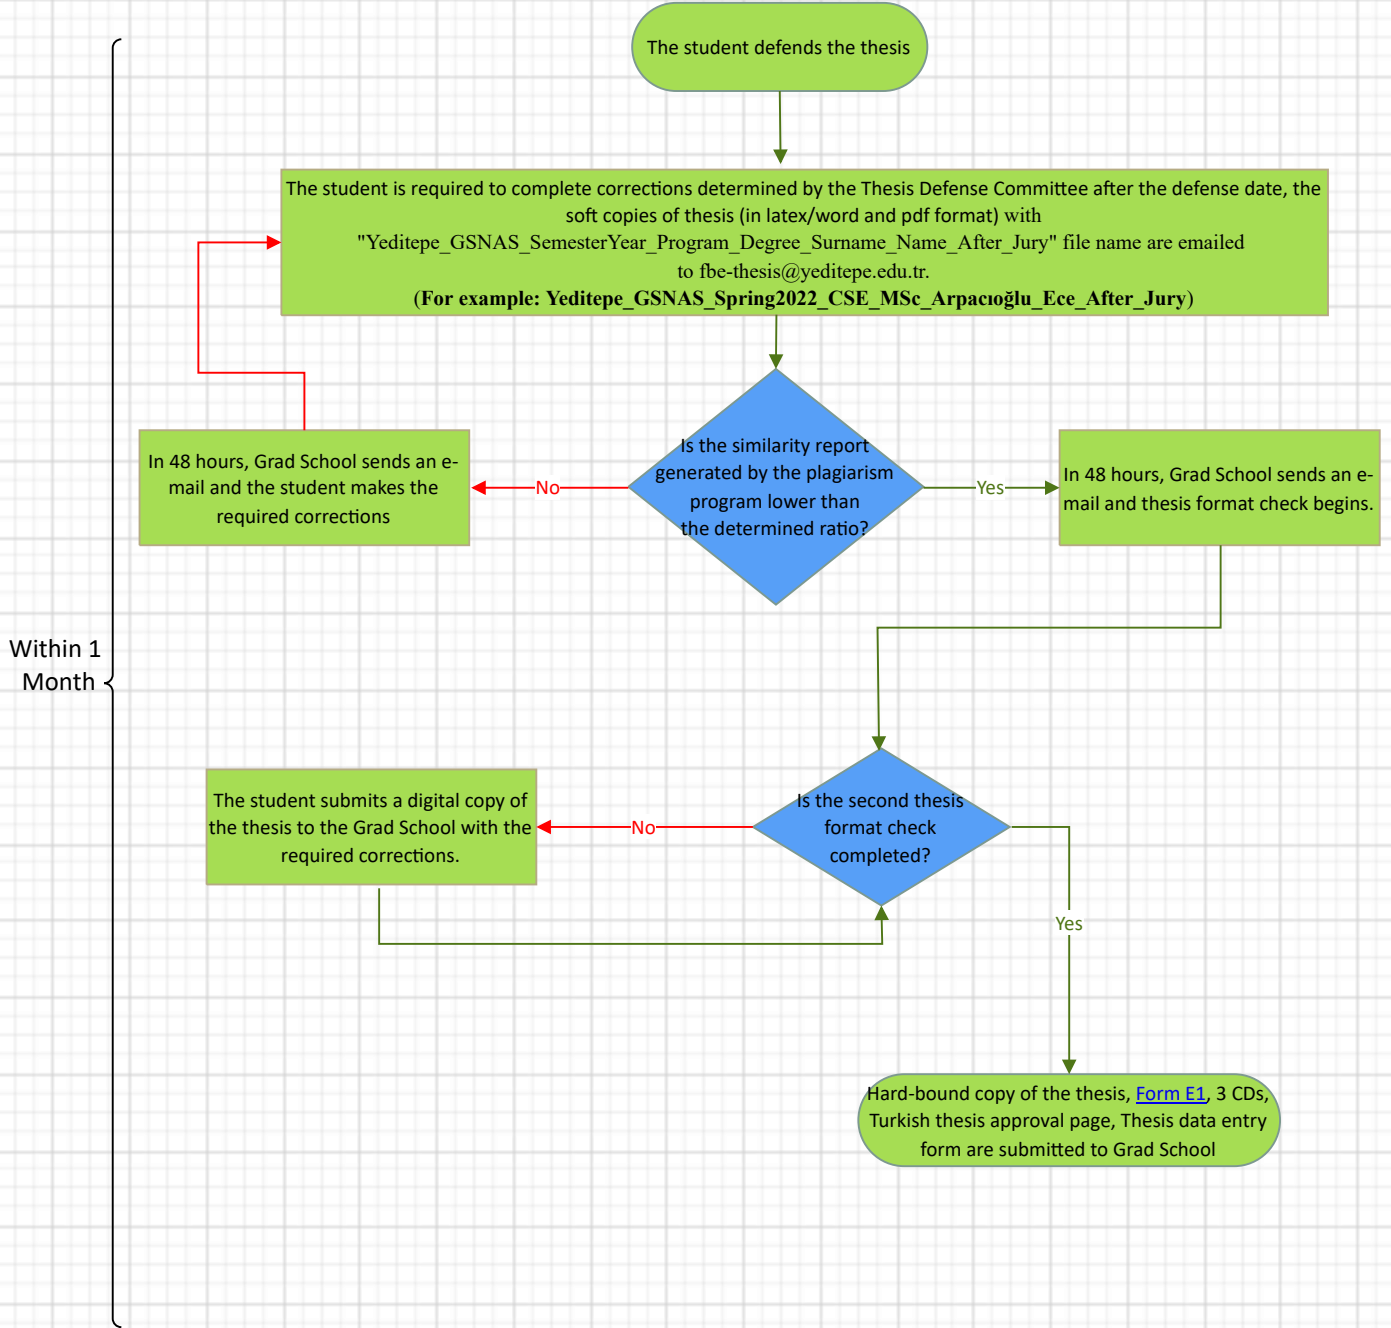 The student defends the thesis
The student is required to complete corrections determined by the Thesis Defense Committee after the defense date, the
soft copies of thesis (in latex/word and pdf format) with
"Yeditepe_GSNAS_SemesterYear_Program_Degree_Surname_Name_After_Jury" file name are emailed
to fbe-thesis@yeditepe.edu.tr.
(For example: Yeditepe_GSNAS_Spring2022_CSE_MSc_Arpacıoğlu_Ece_After_Jury)
In 48 hours, Grad School sends an e-
mail and the student makes the
required corrections
No
Is the similarity report
generated by the plagiarism
program lower than
the determined ratio?
Yes
In 48 hours, Grad School sends an e-
mail and thesis format check begins.
Within 1
Month
The student submits a digital copy of
the thesis to the Grad School with the
required corrections.
No
Is the second thesis
format check
completed?
Yes
Hard-bound copy of the thesis, Form E1, 3 CDs,
Turkish thesis approval page, Thesis data entry
form are submitted to Grad School